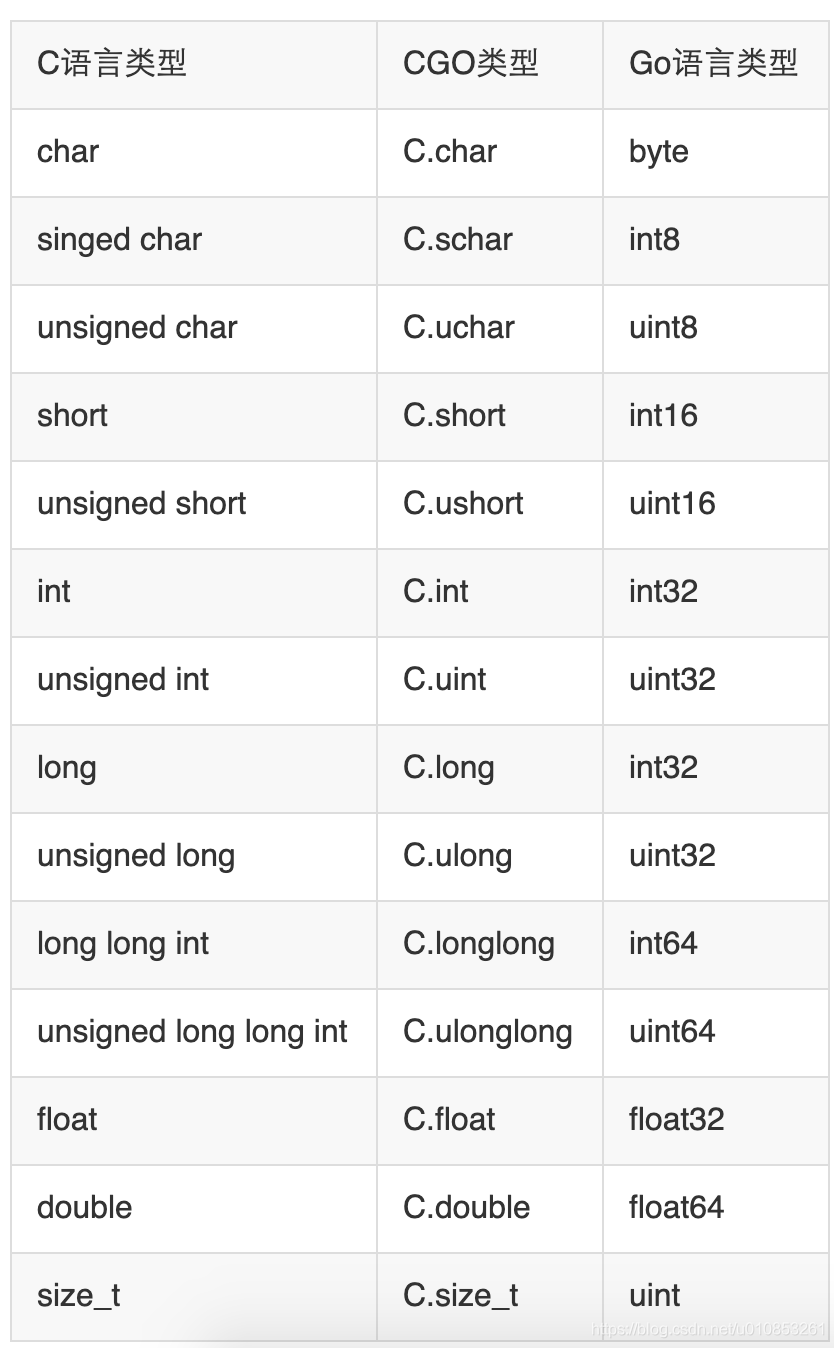 C语言类型 CGO类型 Go语言类型
char C.char byte
singed char C.schar int8
unsigned char C.uchar uint8
short C.short int16
unsigned short C.ushort uint16
int C.int int32
unsigned int C.uint uint32
long C.long int32
unsigned long C.ulong uint32
long long int C.longlong int64
unsigned long long int C.ulonglong uint64
float C.float float32
double C.double float64
size_t C.size_t uint
https://blog.csdn.net/u010853261